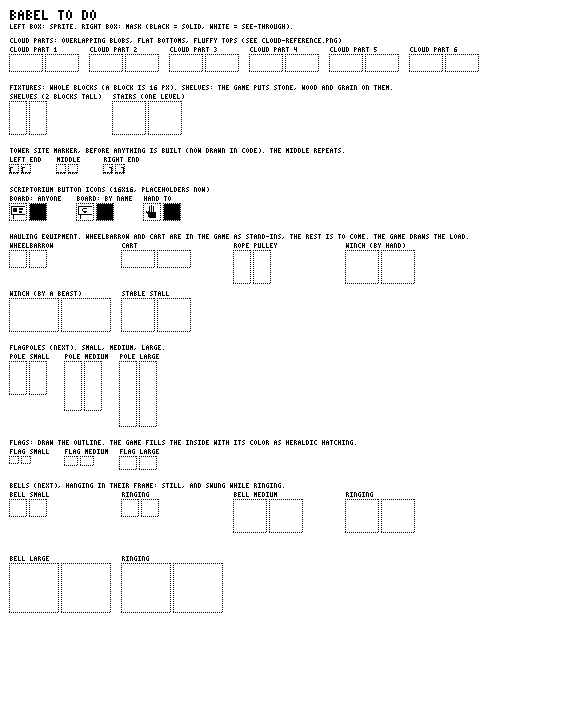 BABEL TO DO
LEFT BOX: SPRITE. RIGHT BOX: MASK (BLACK = SOLID, WHITE = SEE-THROUGH).
CLOUD PARTS: OVERLAPPING BLOBS, FLAT BOTTOMS, FLUFFY TOPS (SEE CLOUD-REFERENCE.PNG)
CLOUD PART 1 CLOUD PART 2 CLOUD PART 3 CLOUD PART 4 CLOUD PART 5 CLOUD PART 6
FIXTURES: WHOLE BLOCKS (A BLOCK IS 16 PX). SHELVES: THE GAME PUTS STONE, WOOD AND GRAIN ON THEM.
SHELVES (2 BLOCKS TALL) STAIRS (ONE LEVEL)
TOWER SITE MARKER, BEFORE ANYTHING IS BUILT (NOW DRAWN IN CODE). THE MIDDLE REPEATS.
LEFT END MIDDLE RIGHT END
SCRIPTORIUM BUTTON ICONS (16X16, PLACEHOLDERS NOW)
BOARD: ANYONE BOARD: BY NAME HAND TO
HAULING EQUIPMENT. WHEELBARROW AND CART ARE IN THE GAME AS STAND-INS, THE REST IS TO COME. THE GAME DRAWS THE LOAD.
WHEELBARROW CART ROPE PULLEY WINCH (BY HAND)
WINCH (BY A BEAST) STABLE STALL
FLAGPOLES (NEXT). SMALL, MEDIUM, LARGE.
POLE SMALL POLE MEDIUM POLE LARGE
FLAGS: DRAW THE OUTLINE. THE GAME FILLS THE INSIDE WITH ITS COLOR AS HERALDIC HATCHING.
FLAG SMALL FLAG MEDIUM FLAG LARGE
BELLS (NEXT), HANGING IN THEIR FRAME: STILL, AND SWUNG WHILE RINGING.
BELL SMALL RINGING BELL MEDIUM RINGING
BELL LARGE RINGING